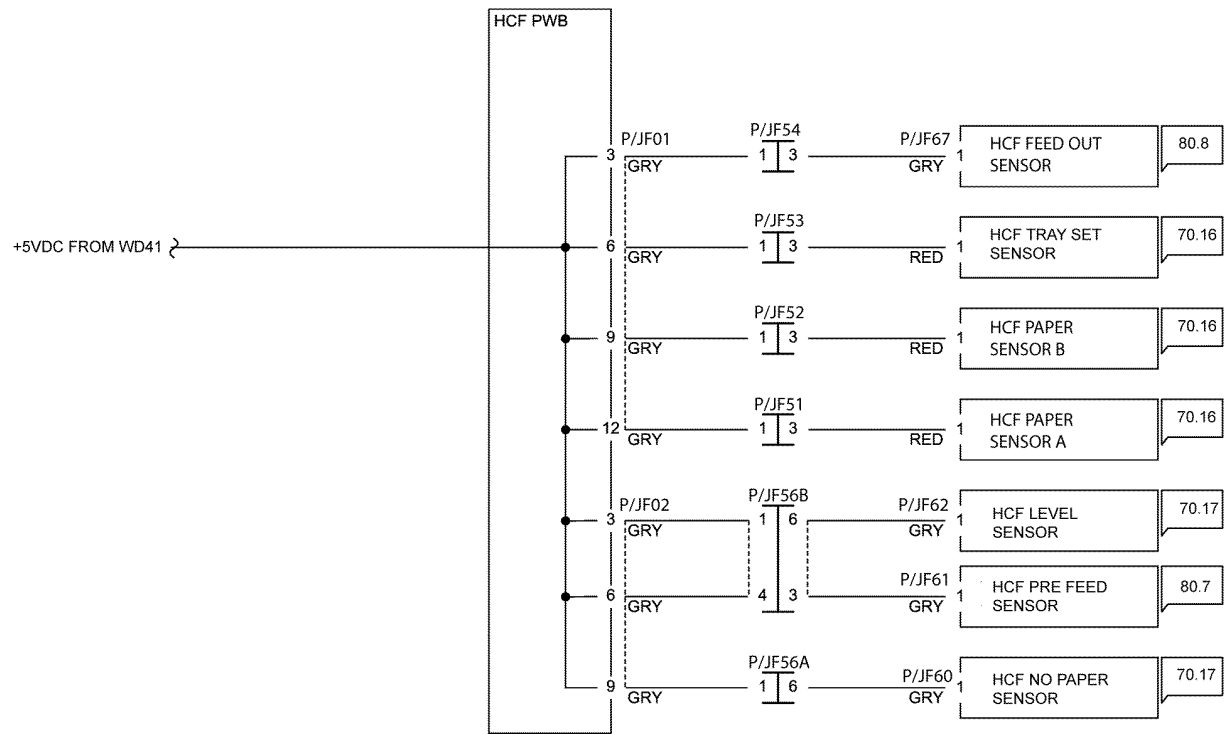 HCF PWB
P/JF01
P/JF54
P/JF67
HCF FEED OUT
SENSOR
80.8
3
GRY
1 3
GRY
1
+5VDC FROM WD41
P/JF53
HCF TRAY SET
SENSOR
70.16
6
GRY
1 3
RED
1
P/JF52
HCF PAPER
SENSOR B
70.16
9
GRY
1 3
RED
1
P/JF51
HCF PAPER
SENSOR A
70.16
12
GRY
1 3
RED
1
P/JF02
P/JF56B
P/JF62
HCF LEVEL
SENSOR
70.17
3
GRY
1 6
GRY
1
P/JF61
HCF PRE FEED
SENSOR
80.7
6
GRY
4 3
GRY
1
P/JF56A
P/JF60
HCF NO PAPER
SENSOR
70.17
9
GRY
1 6
GRY
1